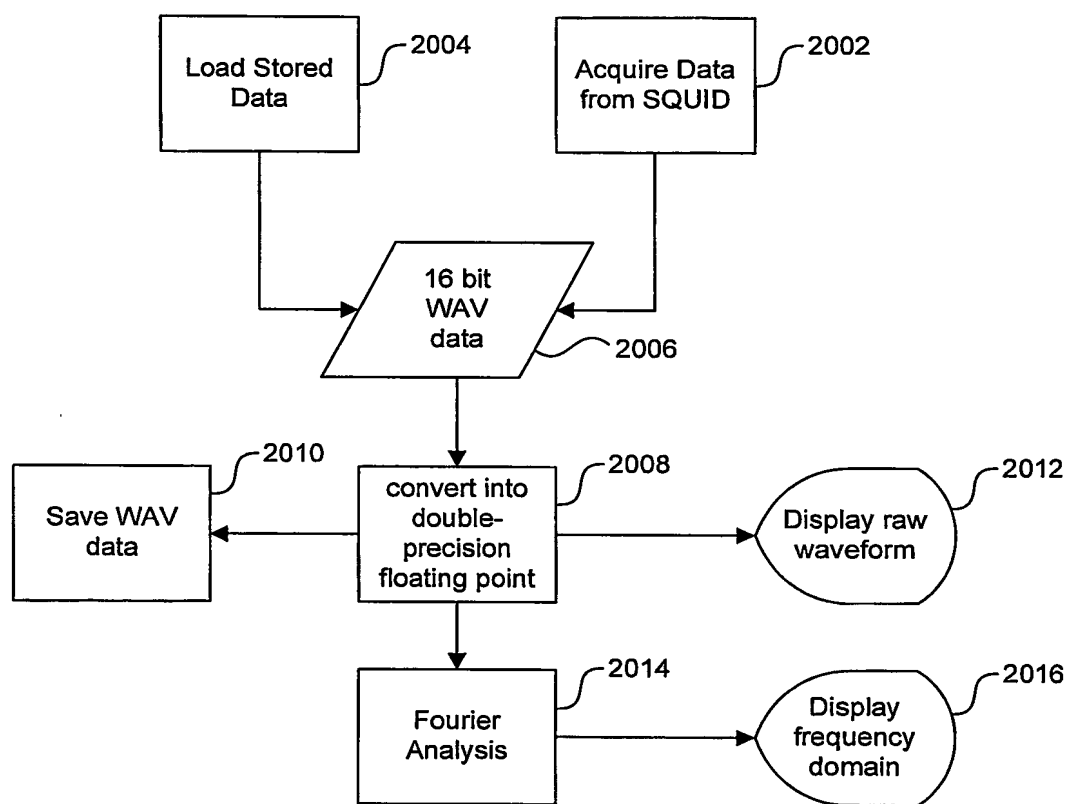 2004
Load Stored
Data
2002
Acquire Data
from SQUID
16 bit
WAV
data
2006
2010
Save WAV
data
2008
convert into
double-
precision
floating point
2012
Display raw
waveform
2014
Fourier
Analysis
2016
Display
frequency
domain